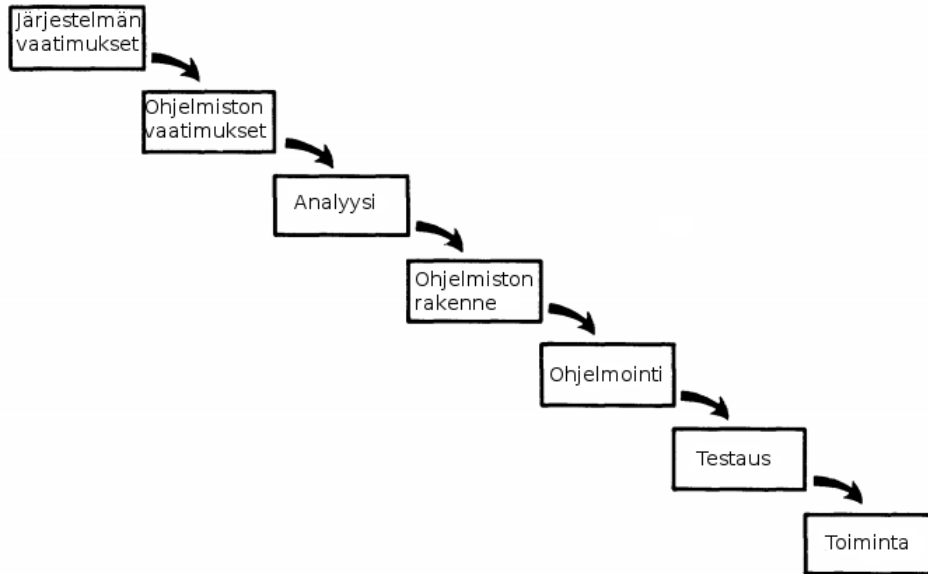 Järjestelmän
vaatimukset
Ohjelmiston
vaatimukset
Analyysi
Ohjelmiston
rakenne
Ohjelmointi
Testaus
Toiminta